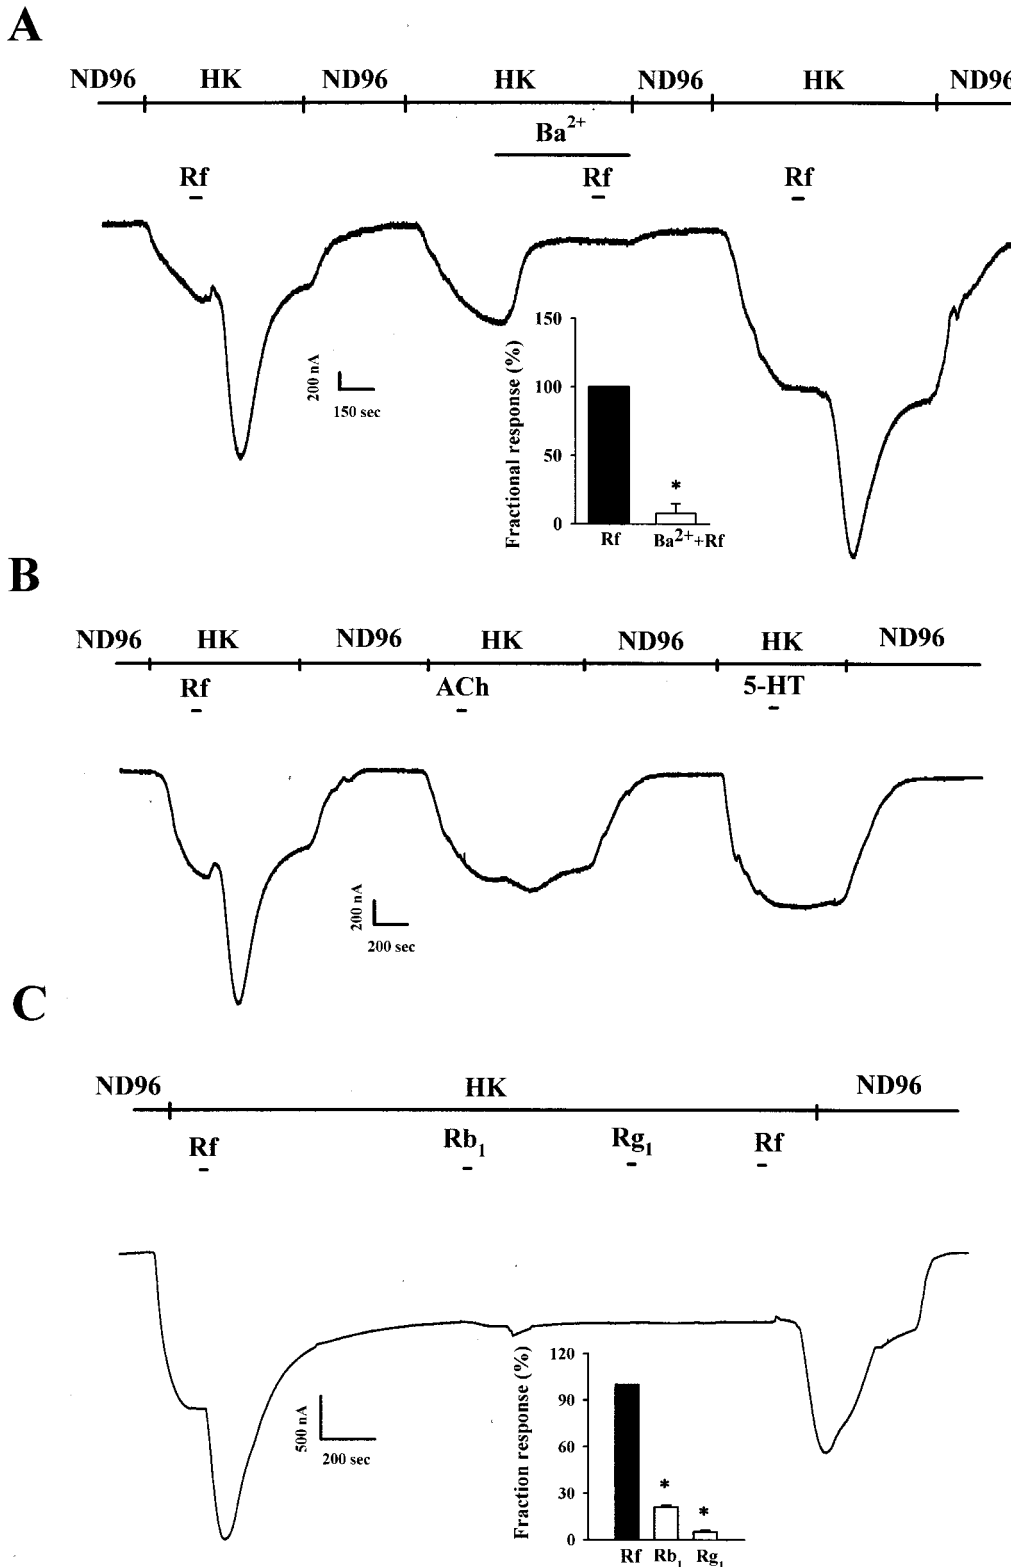 A
ND96 HK ND96 HK ND96 HK ND96
Ba2+
Rf Rf Rf
200 nA
150 sec
Fractional response (%)
150
100
50
0
*
Rf Ba2++Rf
B
ND96 HK ND96 HK ND96 HK ND96
Rf ACh 5-HT
200 nA
200 sec
C
ND96 HK ND96
Rf Rb1 Rg1 Rf
500 nA
200 sec
Fraction response (%)
120
90
60
30
0
*
*
Rf Rb1 Rg1